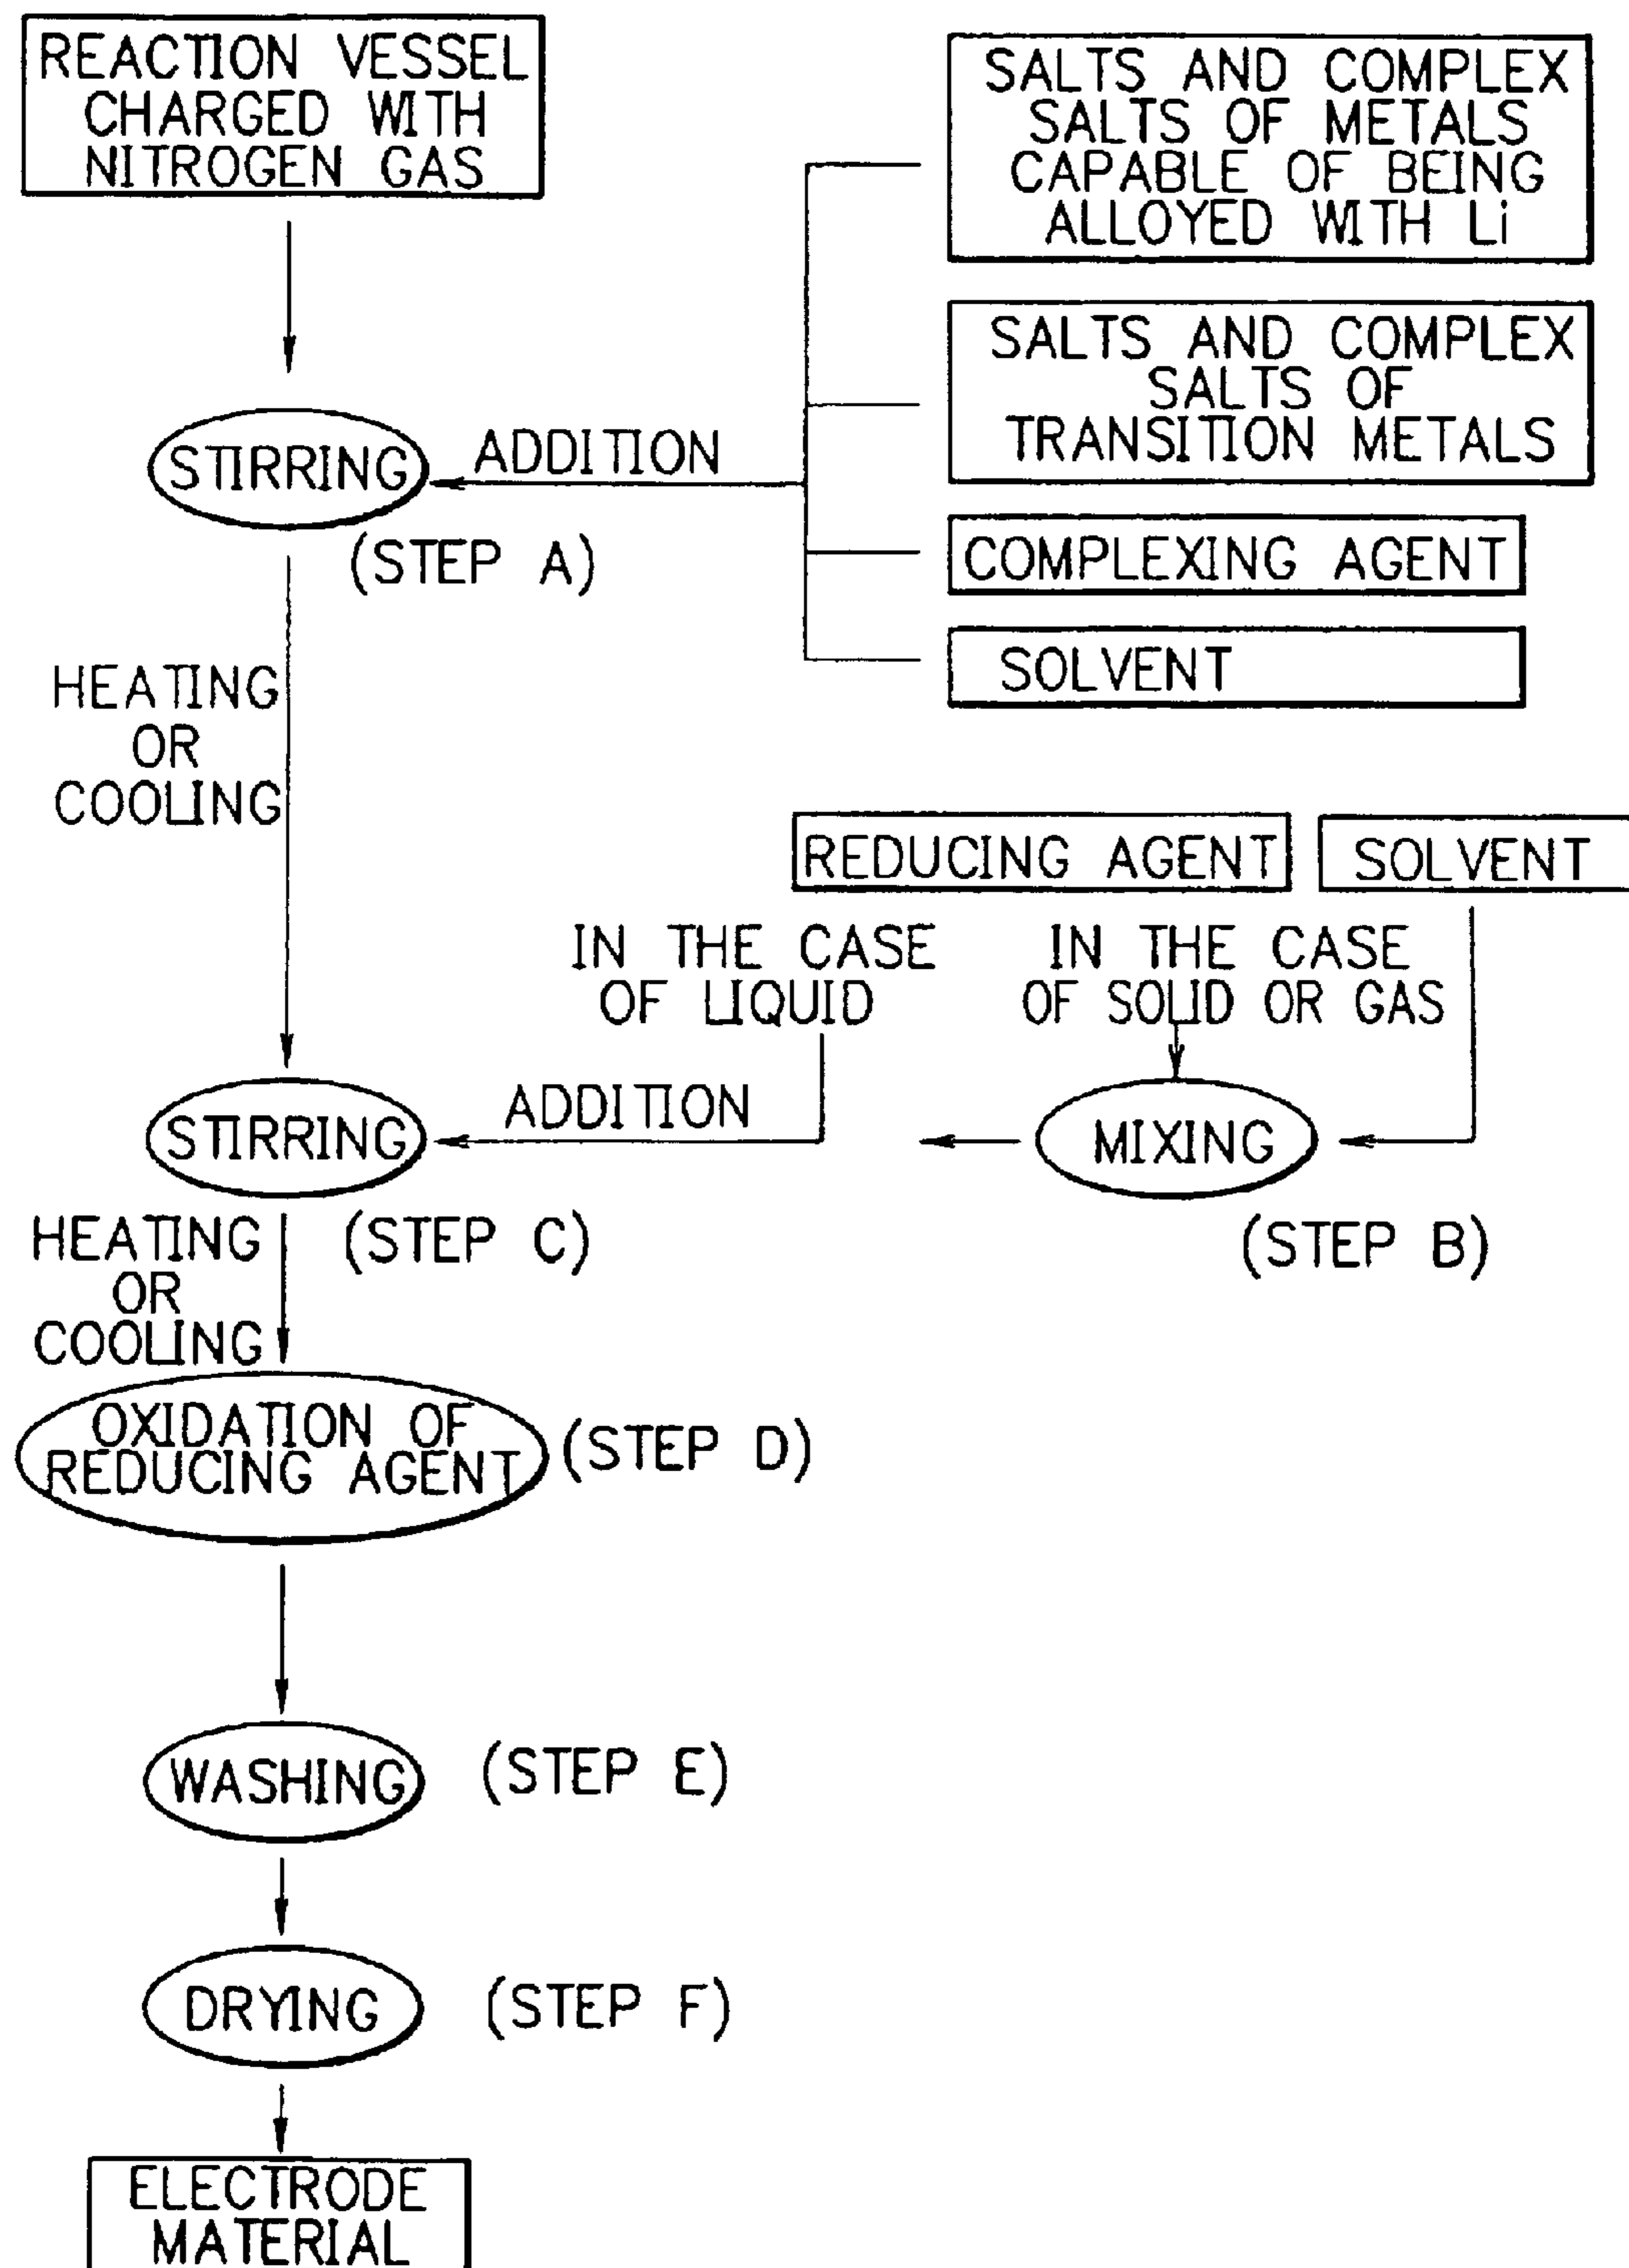 REACTION VESSEL
CHARGED WITH
NITROGEN GAS
SALTS AND COMPLEX
SALTS OF METALS
CAPABLE OF BEING
ALLOYED WITH Li
SALTS AND COMPLEX
SALTS OF
TRANSITION METALS
COMPLEXING AGENT
SOLVENT
ADDITION
STIRRING
(STEP A)
HEATING
OR
COOLING
REDUCING AGENT
SOLVENT
IN THE CASE
OF LIQUID
IN THE CASE
OF SOLID OR GAS
STIRRING
ADDITION
MIXING
(STEP C)
(STEP B)
HEATING
OR
COOLING
OXIDATION OF
REDUCING AGENT
(STEP D)
WASHING
(STEP E)
DRYING
(STEP F)
ELECTRODE
MATERIAL